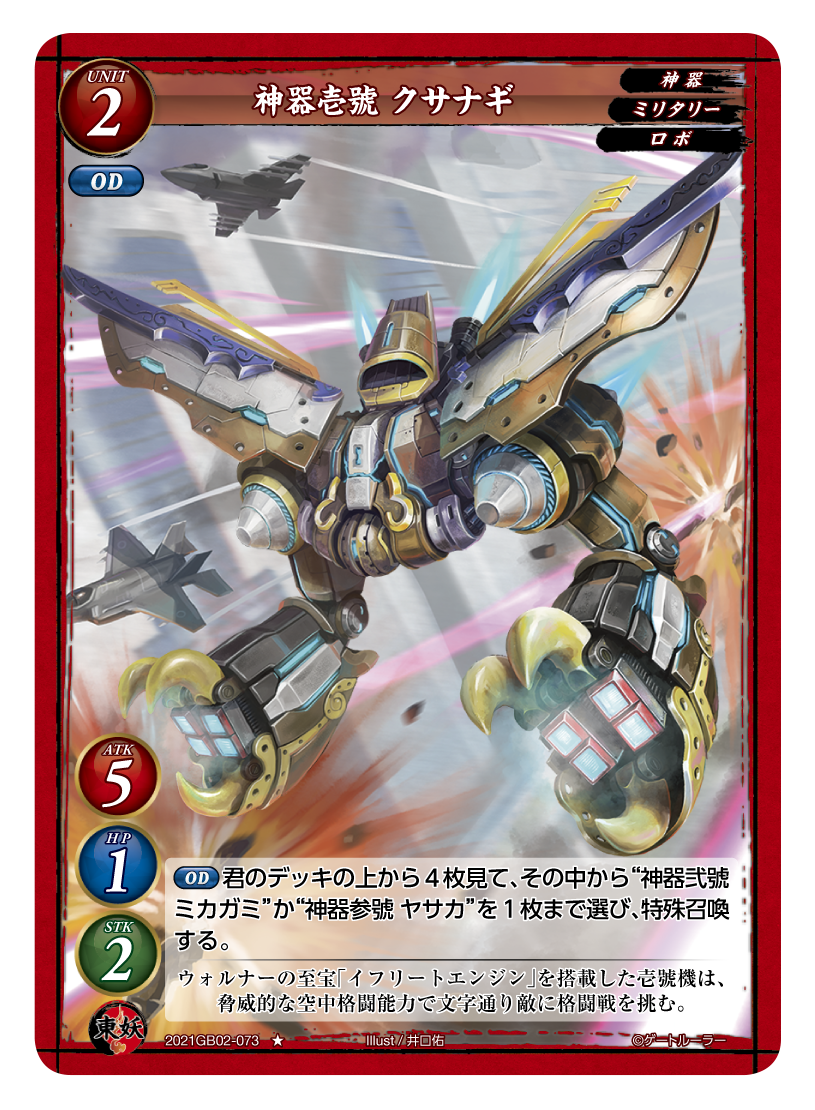 UNIT
2
神器壱號 クサナギ
神器
ミリタリー
ロボ
OD
ATK
5
HP
1
STK
2
OD 君のデッキの上から4枚見て、その中から“神器弐號
ミカガミ”か“神器参號 ヤサカ”を1枚まで選び、特殊召喚
する。
ウォルナーの至宝「イフリートエンジン」を搭載した壱號機は、
脅威的な空中格闘能力で文字通り敵に格闘戦を挑む。
東妖
2021GB02-073 ★ Illust / 井口佑 ©ゲートルーラー